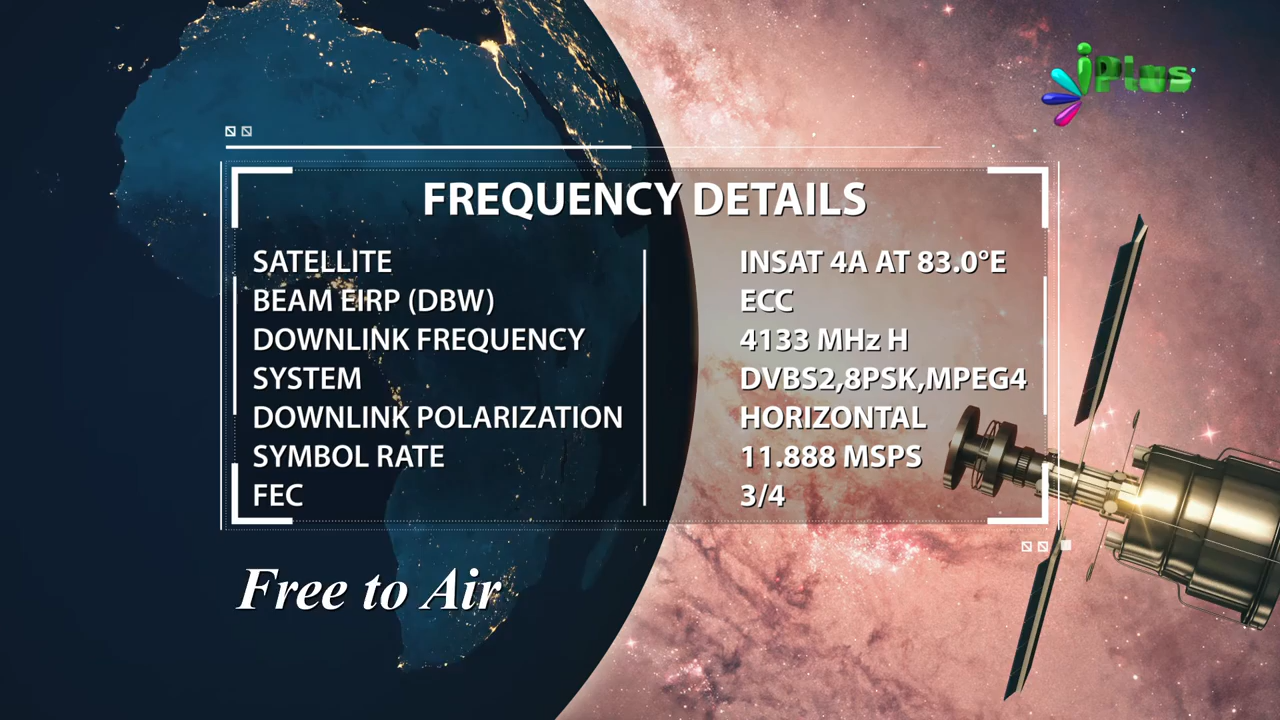 iPlus
FREQUENCY DETAILS
SATELLITE INSAT 4A AT 83.0°E
BEAM EIRP (DBW) ECC
DOWNLINK FREQUENCY 4133 MHz H
SYSTEM DVBS2,8PSK,MPEG4
DOWNLINK POLARIZATION HORIZONTAL
SYMBOL RATE 11.888 MSPS
FEC 3/4
Free to Air